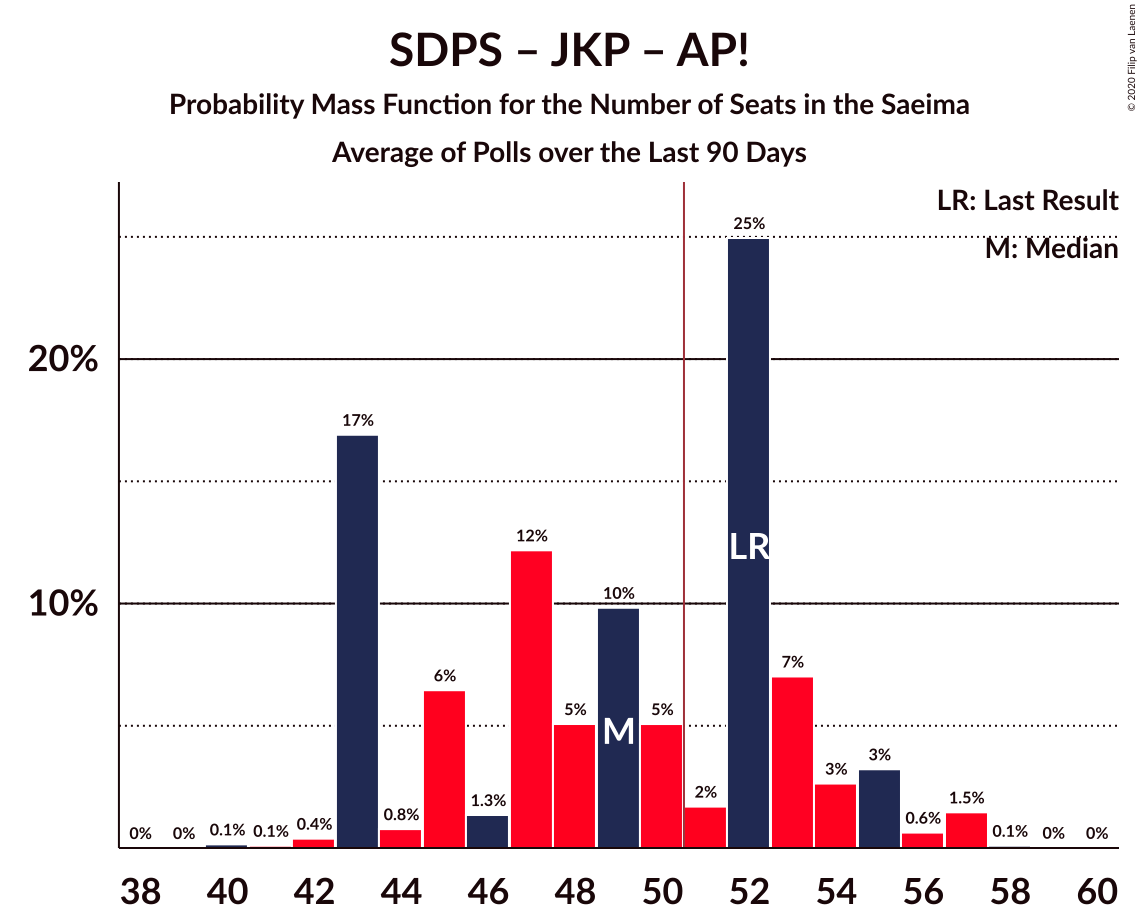 SDPS – JKP – AP!
Probability Mass Function for the Number of Seats in the Saeima
Average of Polls over the Last 90 Days
© 2020 Filip van Laenen
LR: Last Result
M: Median
20%
10%
0% 0% 0.1% 0.1% 0.4% 17% 0.8% 6% 1.3% 12% 5% 10% 5% 2% 25% 7% 3% 3% 0.6% 1.5% 0.1% 0% 0%
LR
M
38 40 42 44 46 48 50 52 54 56 58 60